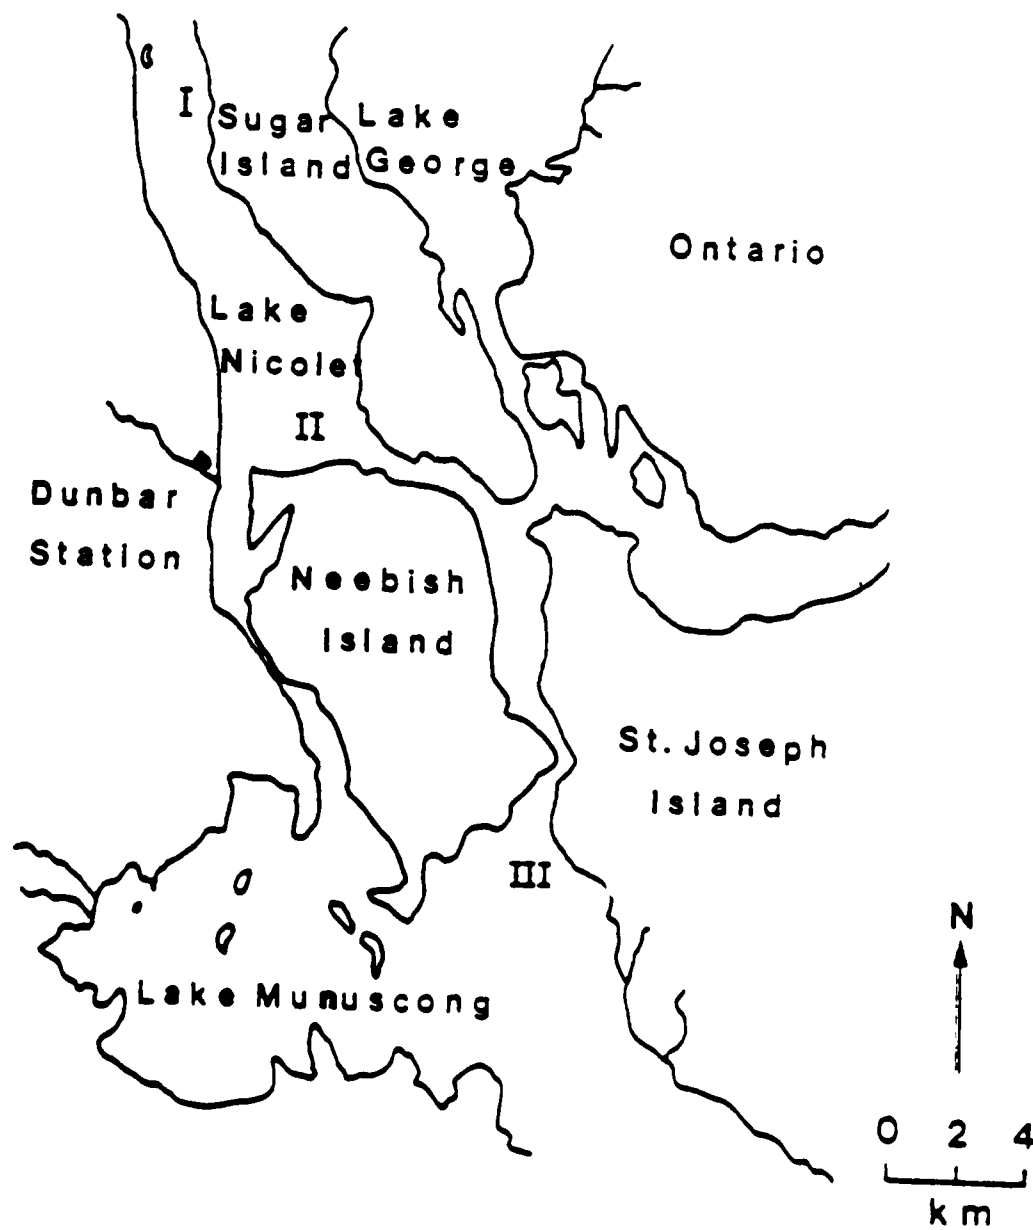 I
Sugar
Island
Lake
George
Ontario
Lake
Nicolet
II
Dunbar
Station
Neebish
Island
St. Joseph
Island
III
N
Lake Munuscong
0 2 4
km